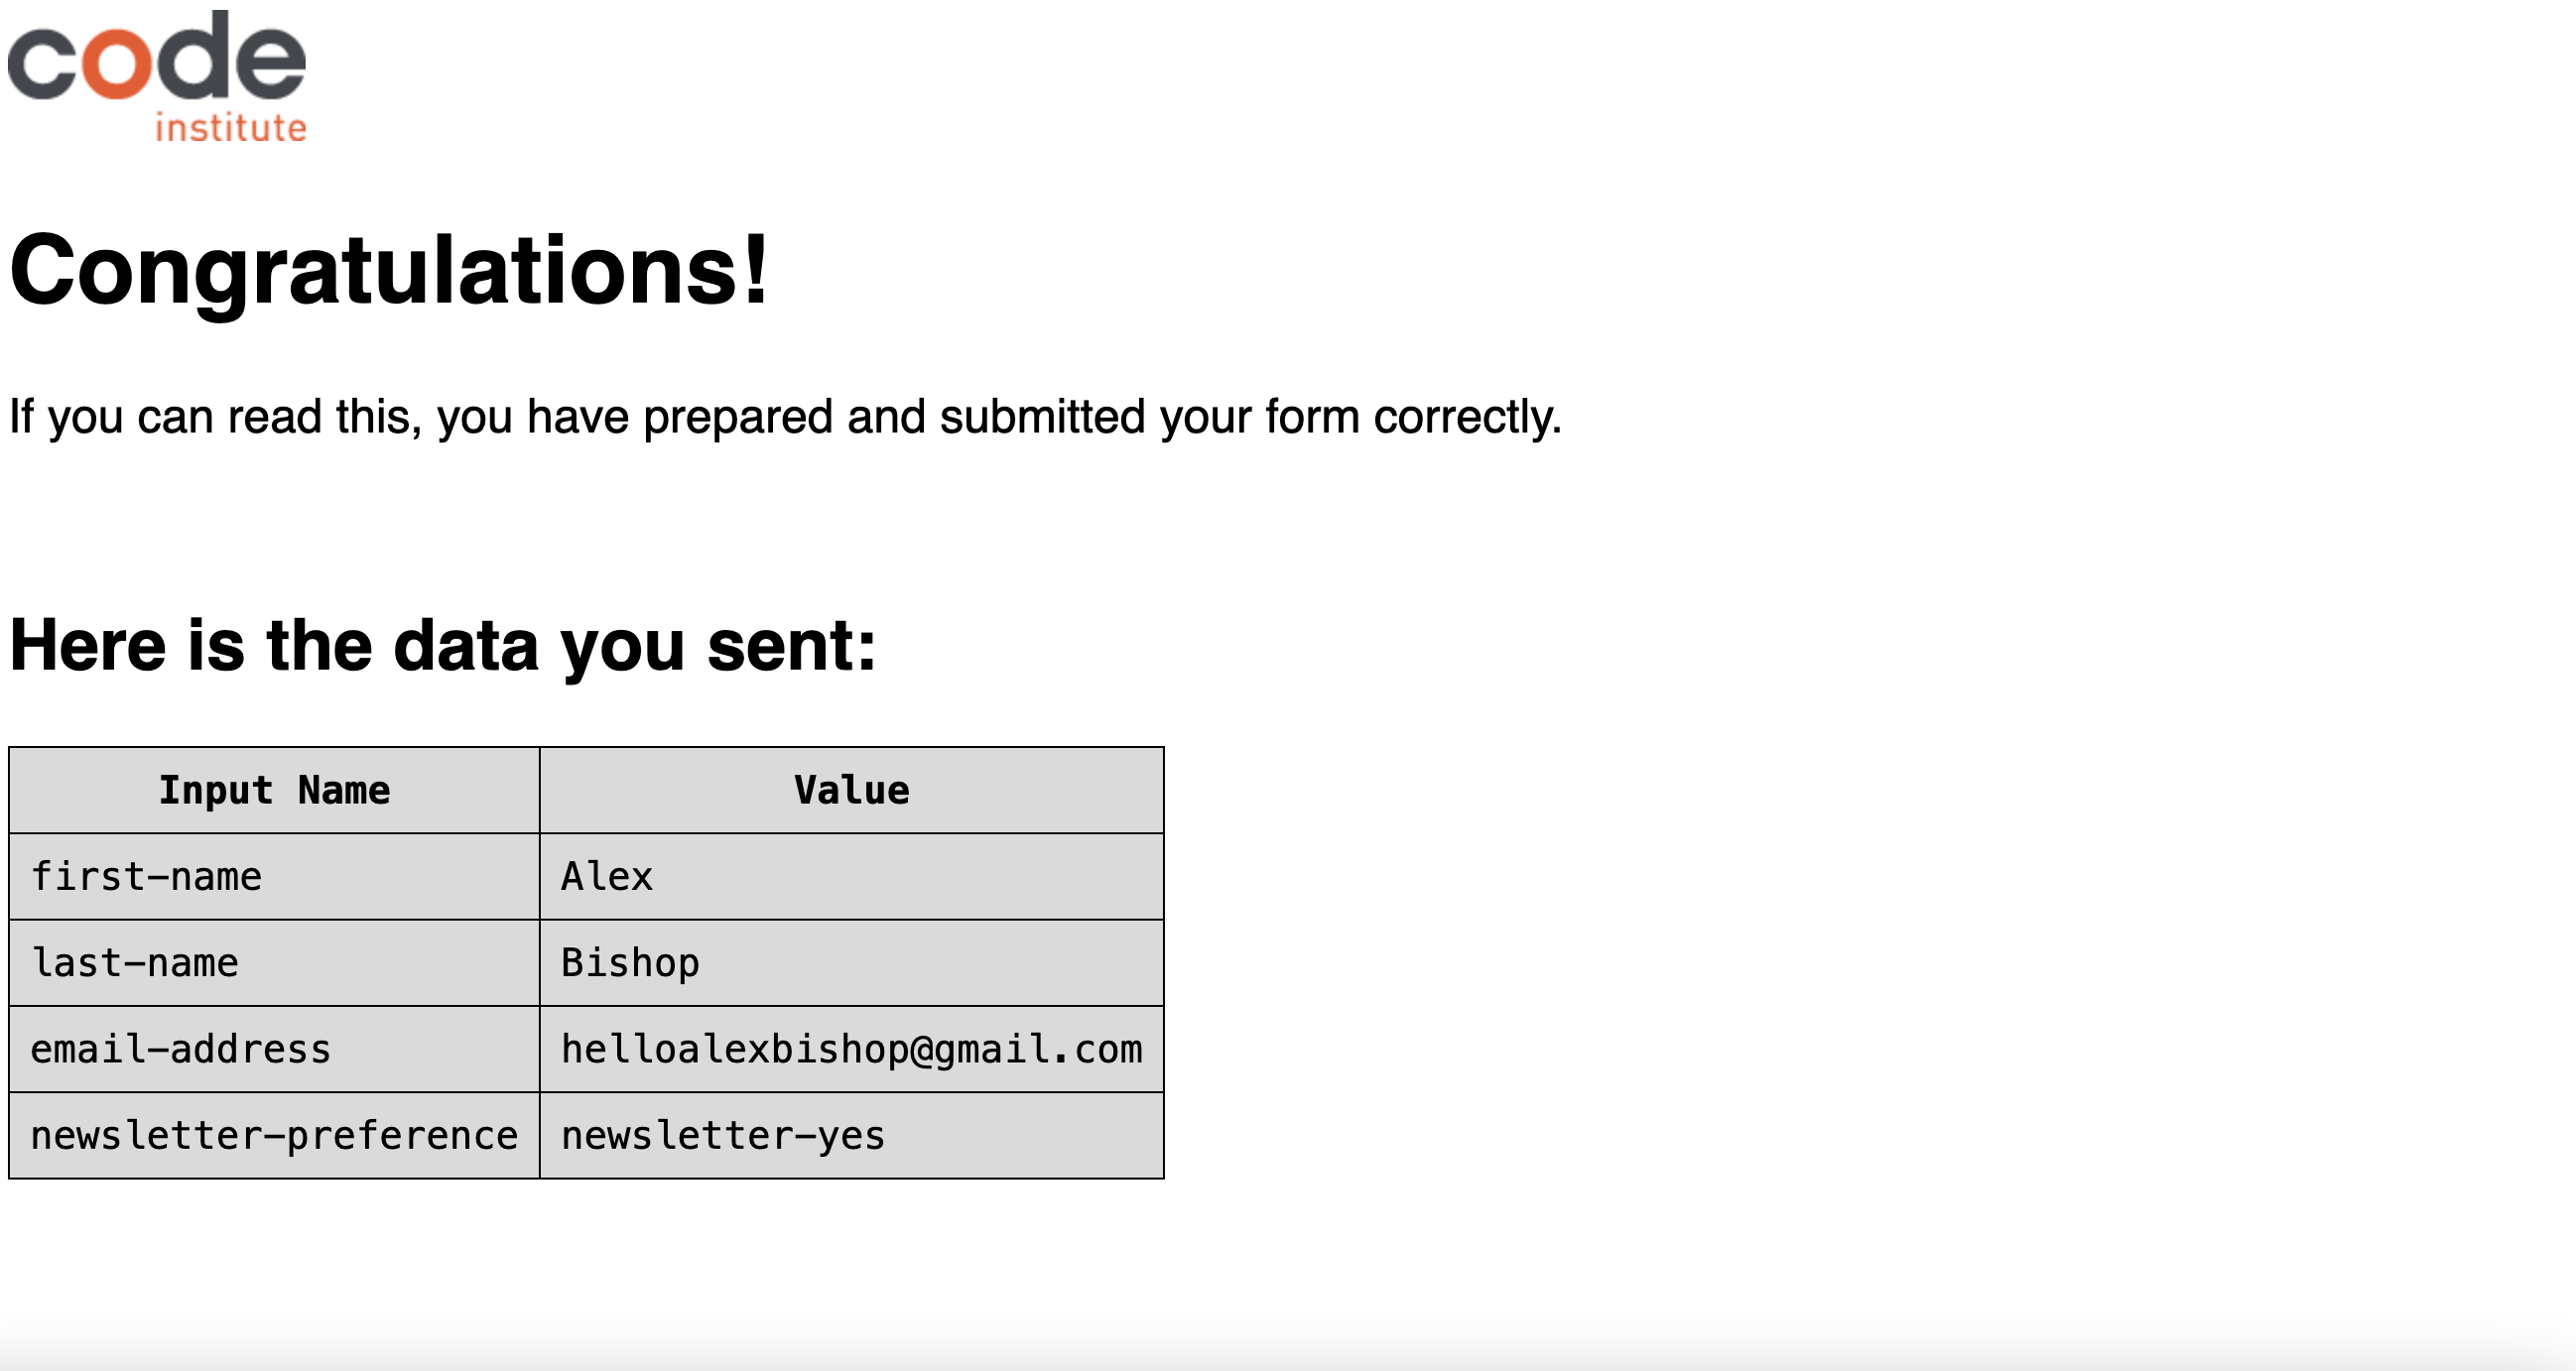 code
institute
Congratulations!
If you can read this, you have prepared and submitted your form correctly.
Here is the data you sent:
Input Name Value
first-name Alex
last-name Bishop
email-address helloalexbishop@gmail.com
newsletter-preference newsletter-yes